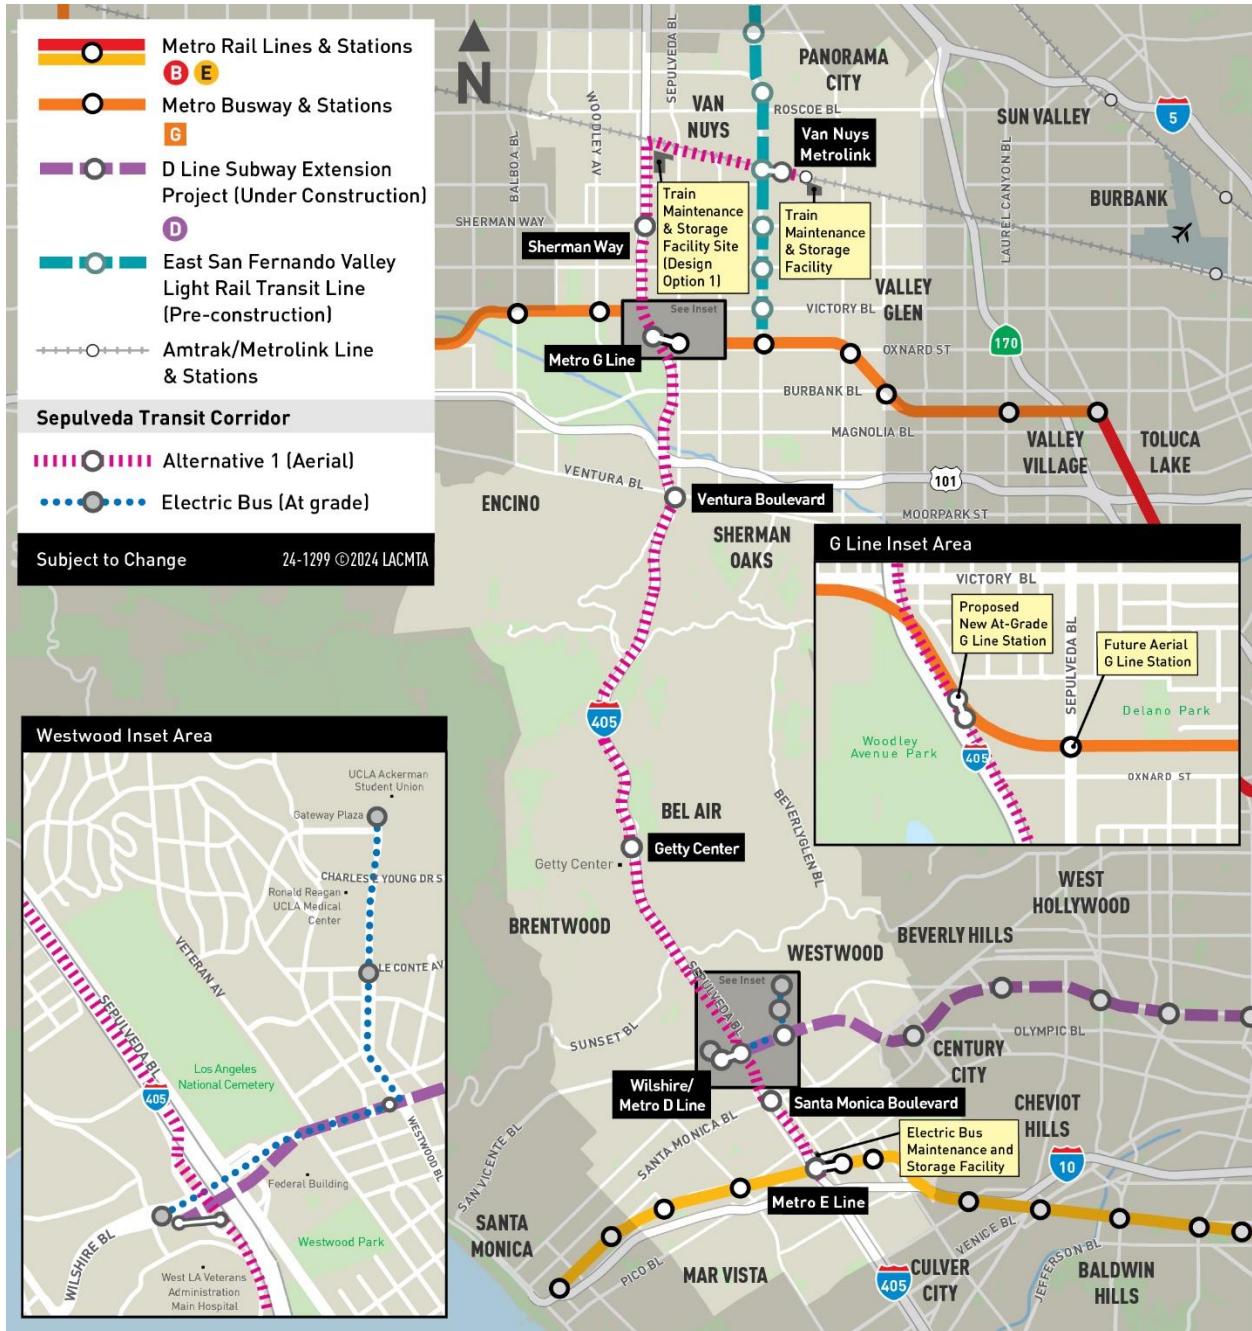 Metro Rail Lines & Stations
B E
Metro Busway & Stations
G
D Line Subway Extension
Project (Under Construction)
D
East San Fernando Valley
Light Rail Transit Line
(Pre-construction)
Amtrak/Metrolink Line
& Stations
Sepulveda Transit Corridor
Alternative 1 (Aerial)
Electric Bus (At grade)
Subject to Change
24-1299 ©2024 LACMTA
N
SEPULVEDA BL
WOODLEY AV
BALBOA BL
VAN
NUYS
PANORAMA
CITY
ROSCOE BL
Van Nuys
Metrolink
SUN VALLEY
5
LAUREL CANYON BL
BURBANK
SHERMAN WAY
Sherman Way
Train
Maintenance
& Storage
Facility Site
(Design
Option 1)
Train
Maintenance
& Storage
Facility
VALLEY
GLEN
VICTORY BL
See Inset
Metro G Line
OXNARD ST
170
BURBANK BL
MAGNOLIA BL
VALLEY
VILLAGE
TOLUCA
LAKE
VENTURA BL
101
ENCINO
Ventura Boulevard
MOORPARK ST
SHERMAN
OAKS
G Line Inset Area
VICTORY BL
Proposed
New At-Grade
G Line Station
SEPULVEDA BL
Future Aerial
G Line Station
Delano Park
Woodley
Avenue Park
405
OXNARD ST
405
BEL AIR
BEVERLYGLEN BL
Getty Center
Getty Center
BRENTWOOD
WESTWOOD
BEVERLY HILLS
WEST
HOLLYWOOD
See Inset
SEPULVEDA BL
SUNSET BL
OLYMPIC BL
CENTURY
CITY
Wilshire/
Metro D Line
Santa Monica Boulevard
CHEVIOT
HILLS
SANTA MONICA BL
SAN VICENTE BL
Electric Bus
Maintenance and
Storage Facility
10
Metro E Line
SANTA
MONICA
PICO BL
MAR VISTA
VENICE BL
405
CULVER
CITY
JEFFERSON BL
BALDWIN
HILLS
Westwood Inset Area
UCLA Ackerman
Student Union
Gateway Plaza
CHARLES E YOUNG DR S
Ronald Reagan
UCLA Medical
Center
VETERAN AV
LE CONTE AV
SEPULVEDA BL
Los Angeles
National Cemetery
405
WESTWOOD BL
Federal Building
WILSHIRE BL
Westwood Park
West LA Veterans
Administration
Main Hospital